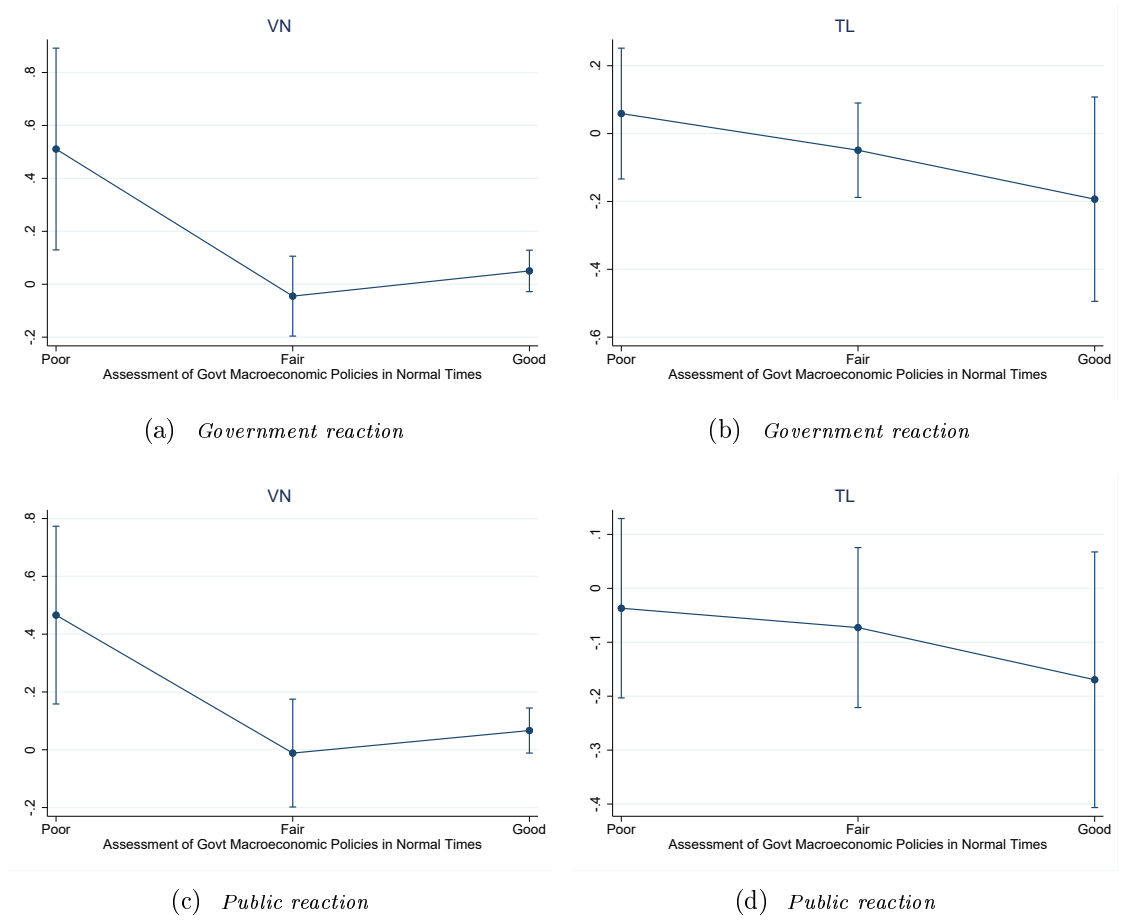 VN
.8
.6
.4
.2
0
-.2
Poor Fair Good
Assessment of Govt Macroeconomic Policies in Normal Times
(a) Government reaction
TL
.2
0
-.2
-.4
-.6
Poor Fair Good
Assessment of Govt Macroeconomic Policies in Normal Times
(b) Government reaction
VN
.8
.6
.4
.2
0
-.2
Poor Fair Good
Assessment of Govt Macroeconomic Policies in Normal Times
(c) Public reaction
TL
.1
0
-.1
-.2
-.3
-.4
Poor Fair Good
Assessment of Govt Macroeconomic Policies in Normal Times
(d) Public reaction